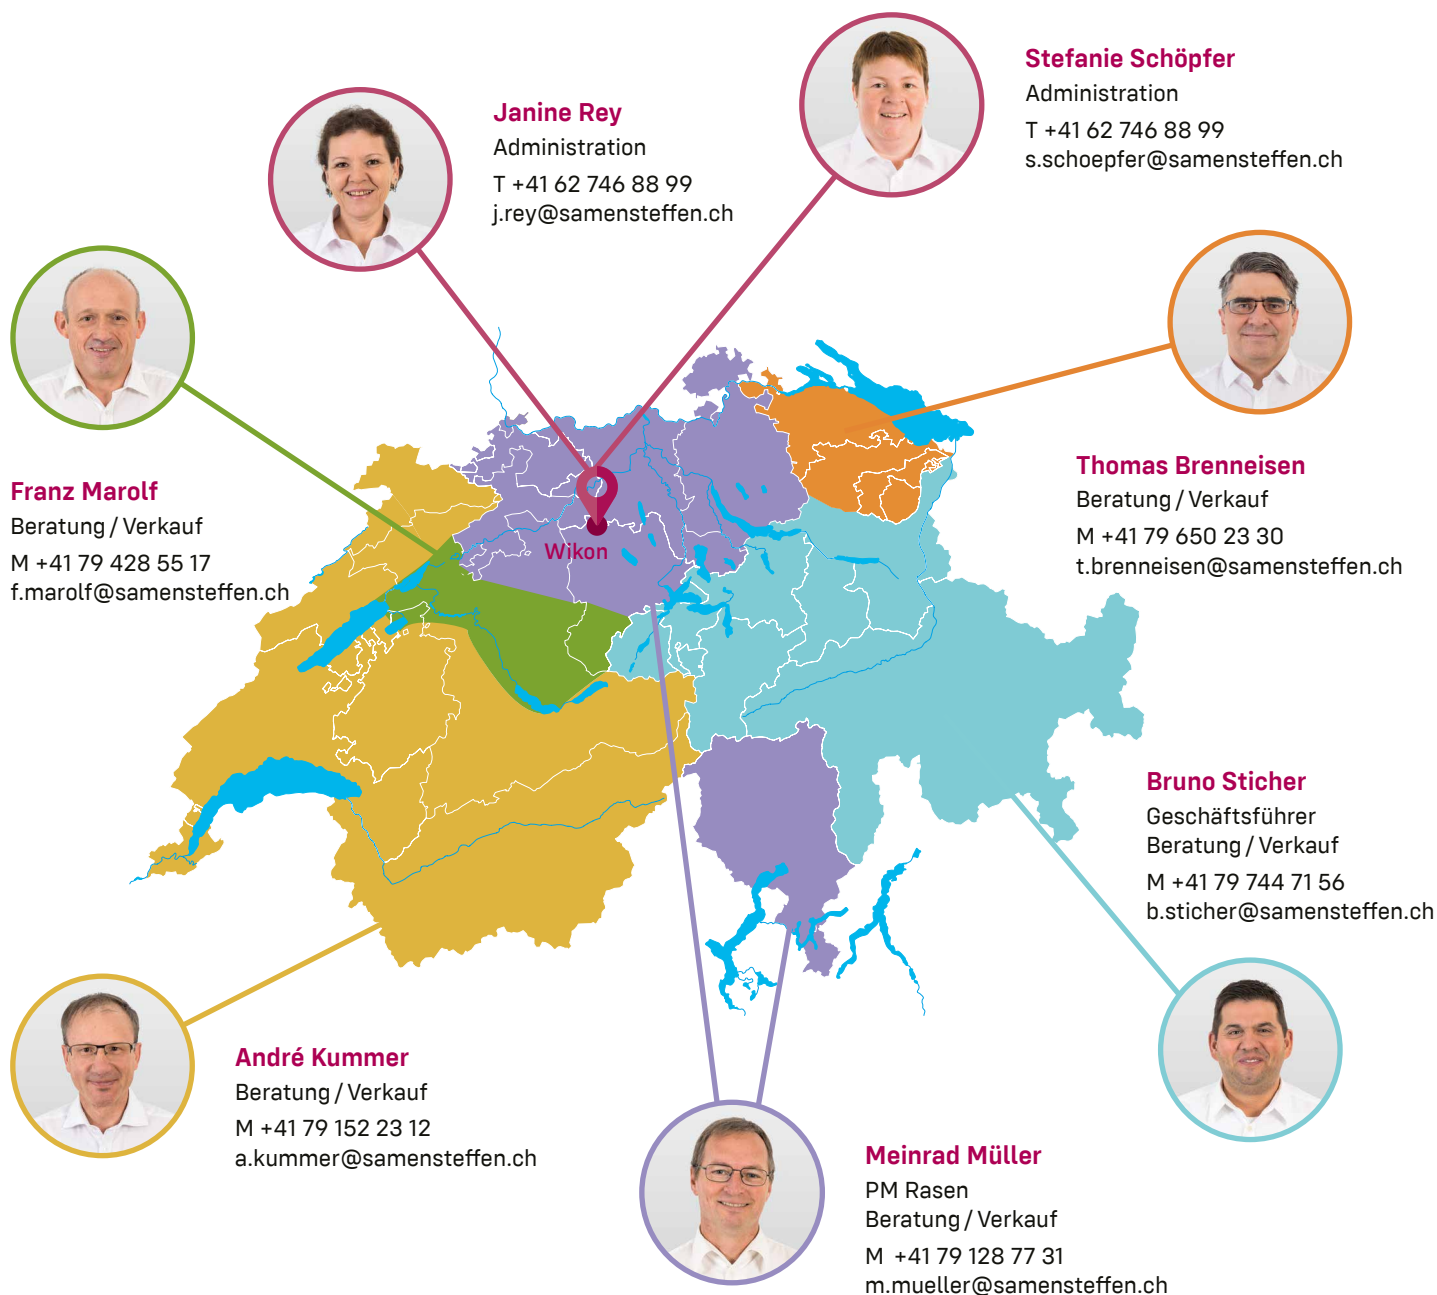 Stefanie Schöpfer
Administration
T +41 62 746 88 99
s.schoepfer@samensteffen.ch
Janine Rey
Administration
T +41 62 746 88 99
j.rey@samensteffen.ch
Franz Marolf
Beratung / Verkauf
M +41 79 428 55 17
f.marolf@samensteffen.ch
Thomas Brenneisen
Beratung / Verkauf
M +41 79 650 23 30
t.brenneisen@samensteffen.ch
Wikon
Bruno Sticher
Geschäftsführer
Beratung / Verkauf
M +41 79 744 71 56
b.sticher@samensteffen.ch
André Kummer
Beratung / Verkauf
M +41 79 152 23 12
a.kummer@samensteffen.ch
Meinrad Müller
PM Rasen
Beratung / Verkauf
M +41 79 128 77 31
m.mueller@samensteffen.ch